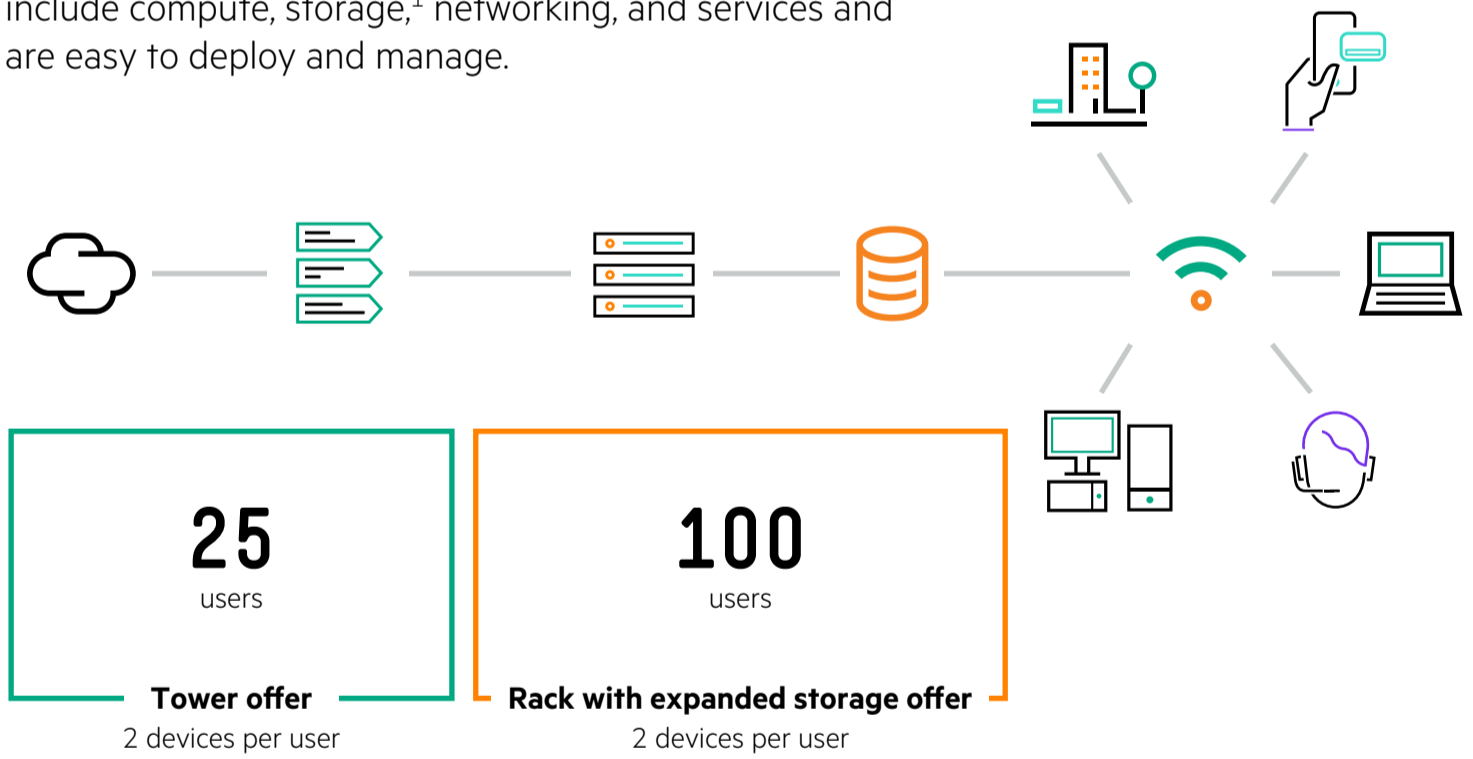 include compute, storage,¹ networking, and services and
are easy to deploy and manage.
25
users
Tower offer
2 devices per user
100
users
Rack with expanded storage offer
2 devices per user